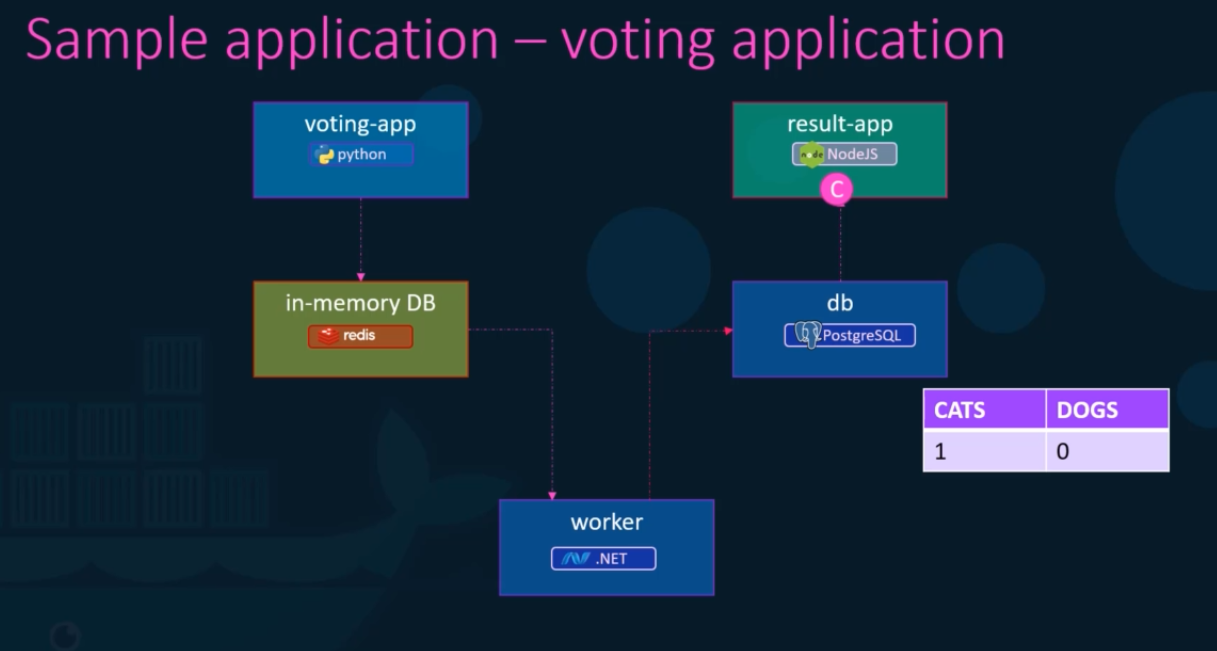 Sample application – voting application
voting-app
python
result-app
node NodeJS
C
in-memory DB
redis
db
PostgreSQL
CATS DOGS
1 0
worker
.NET